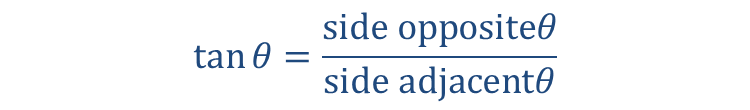 tan θ = side oppositeθ / side adjacentθ